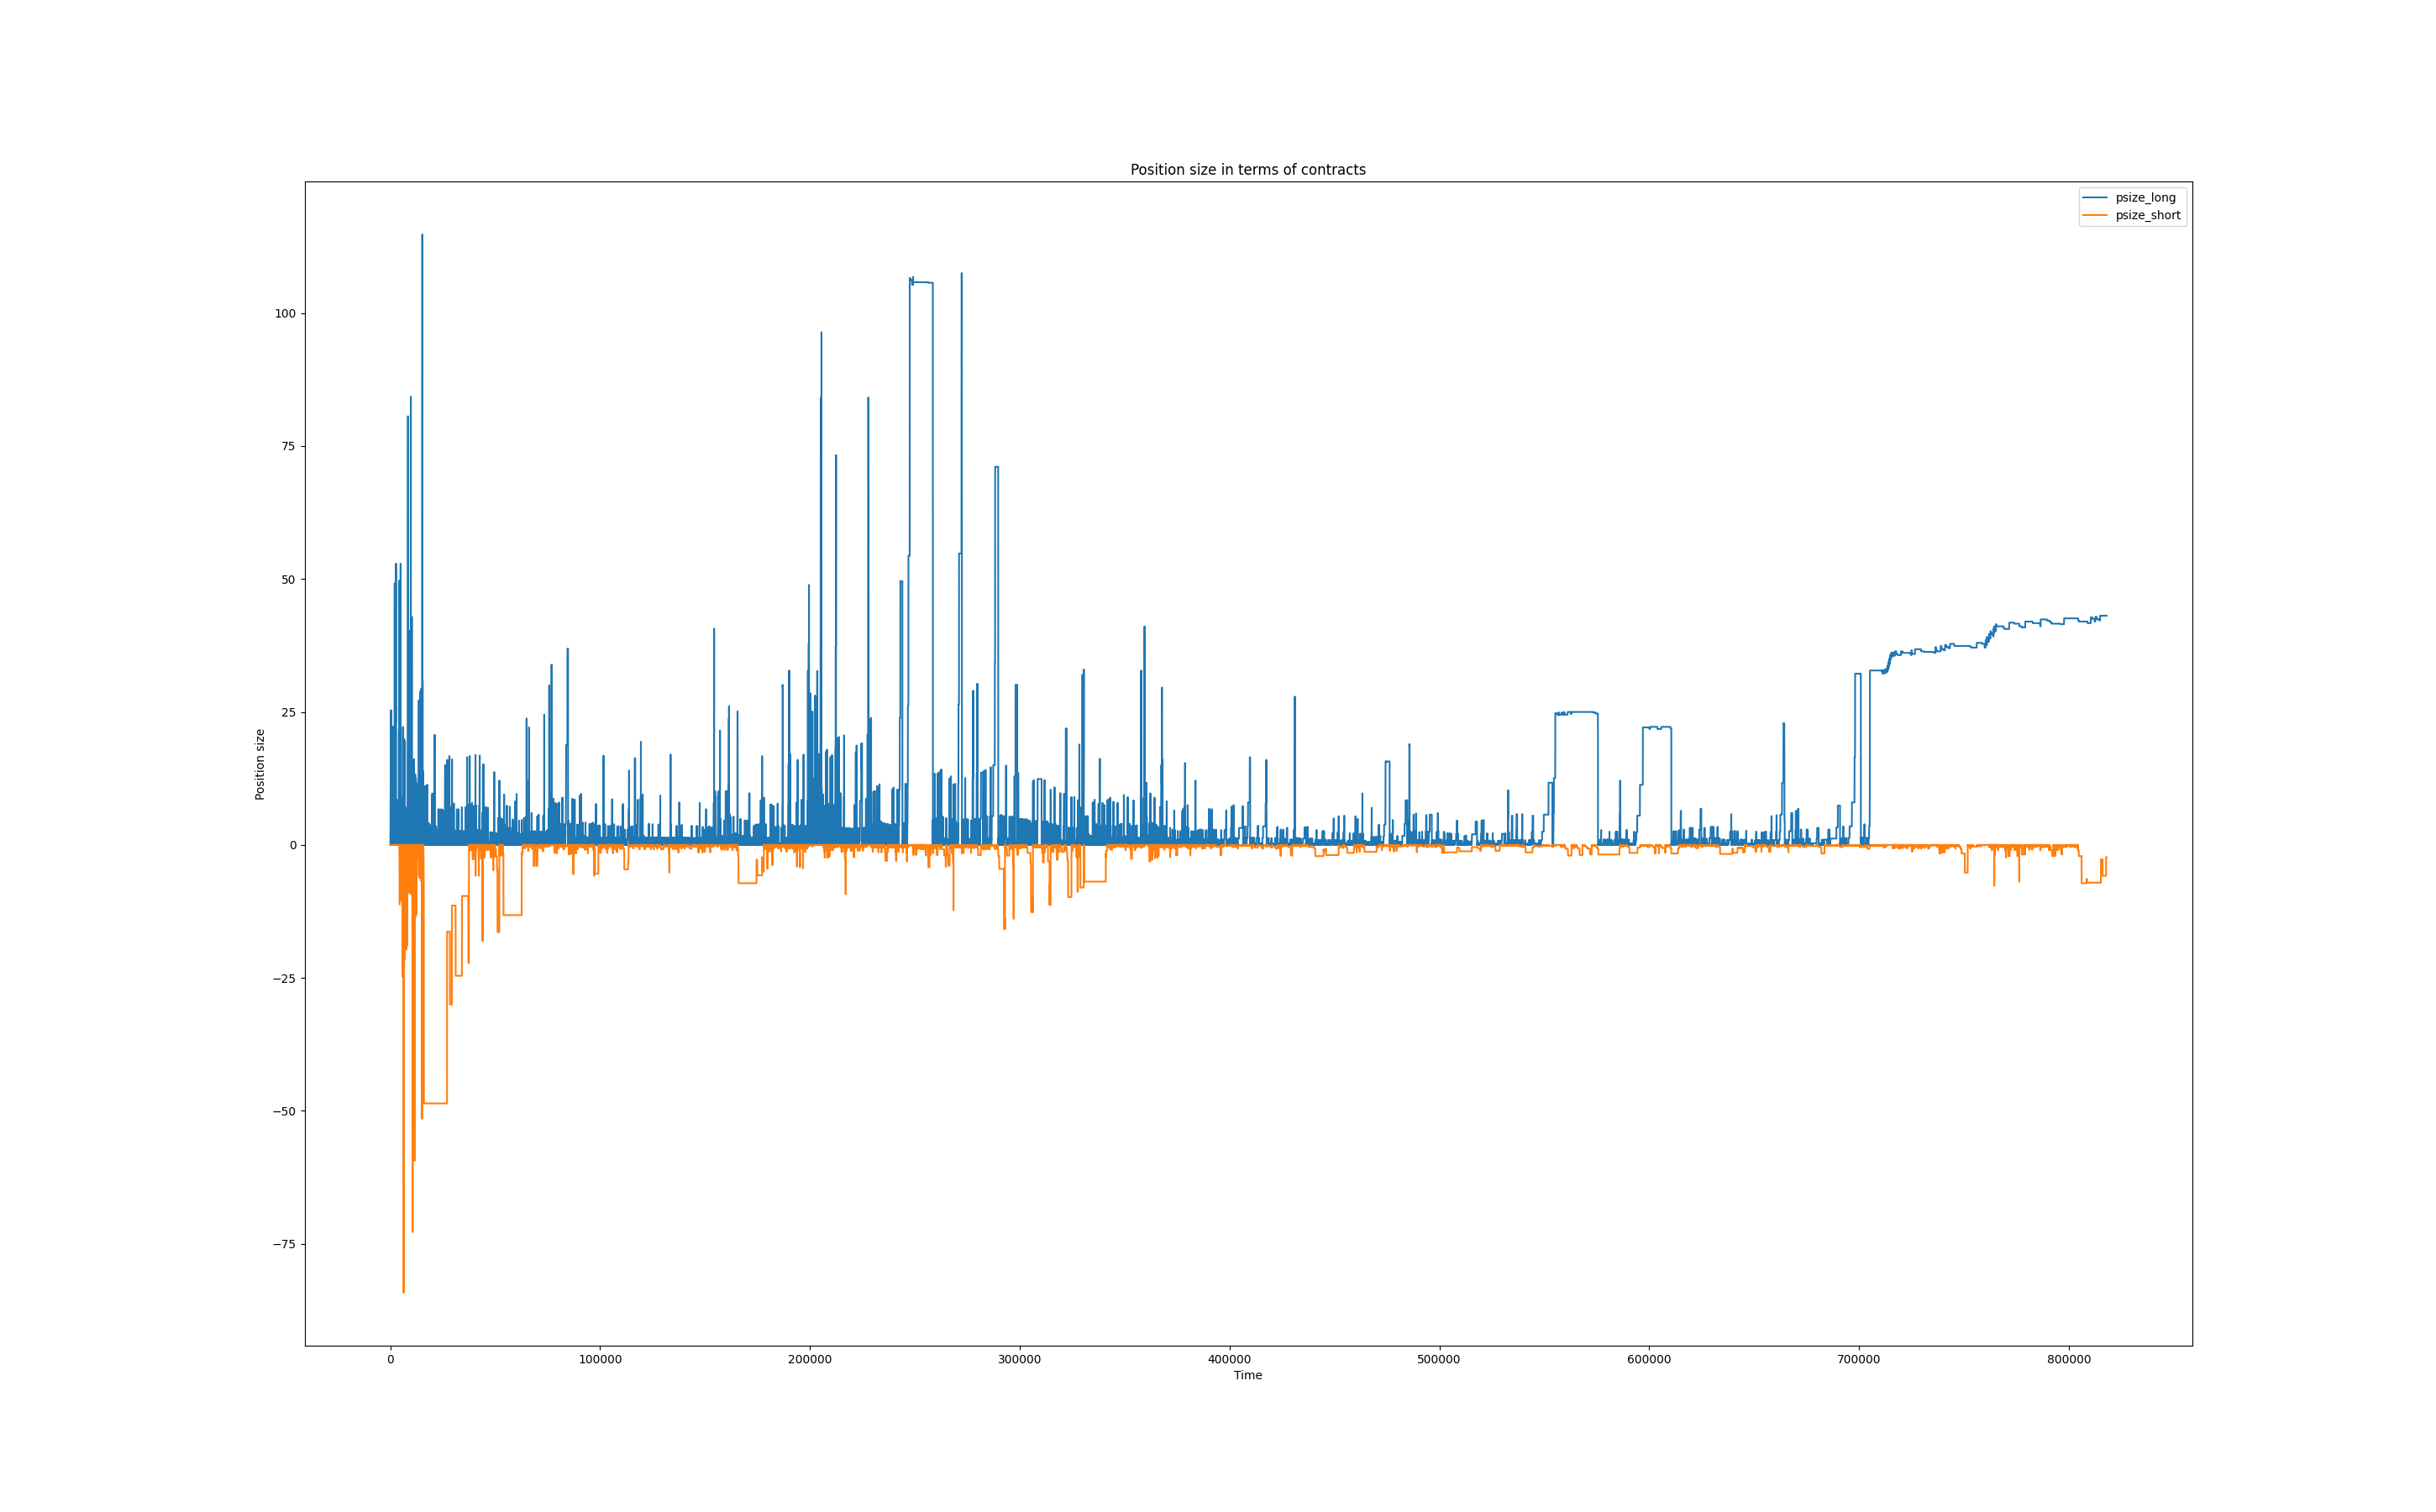 Position size in terms of contracts
psize_long
psize_short
Position size
100
75
50
25
0
−25
−50
−75
0 100000 200000 300000 400000 500000 600000 700000 800000
Time